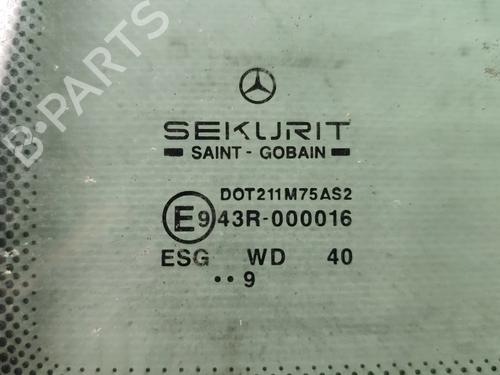 SEKURIT
SAINT - GOBAIN
DOT211M75AS2
E9 43R-000016
ESG WD 40
··9
B-PARTS